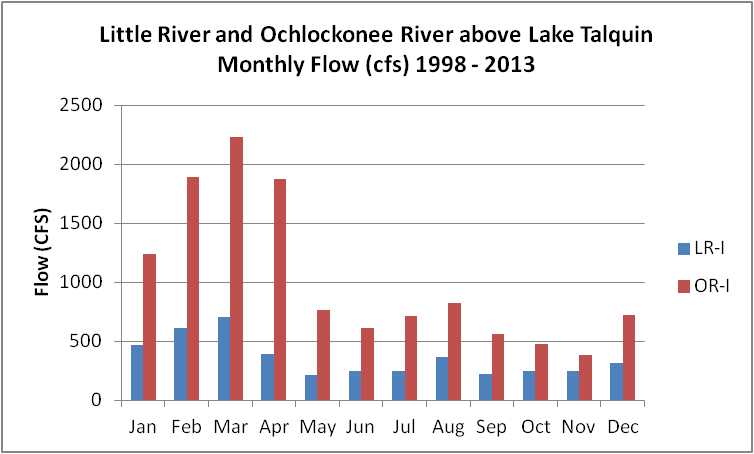 Little River and Ochlockonee River above Lake Talquin
Monthly Flow (cfs) 1998 - 2013
Flow (CFS)
2500
2000
1500
1000
500
0
Jan Feb Mar Apr May Jun Jul Aug Sep Oct Nov Dec
LR-I
OR-I